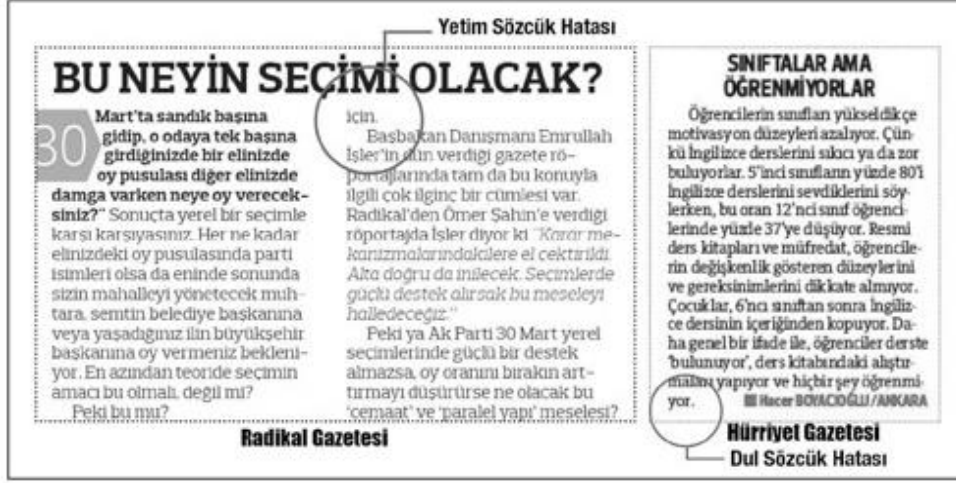 Yetim Sözcük Hatası
BU NEYİN SEÇİMİ OLACAK?
30
Mart'ta sandık başına
gidip, o odaya tek başına
girdiğinizde bir elinizde
oy pusulası diğer elinizde
damga varken neye oy verecek-
siniz?" Sonuçta yerel bir seçimle
karşı karşıyasınız. Her ne kadar
elinizdeki oy pusulasında parti
isimleri olsa da eninde sonunda
sizin mahalleyi yönetecek muh-
tara, semtin belediye başkanına
veya yaşadığınız ilin büyükşehir
başkanına oy vermeniz bekleni-
yor. En azından teoride seçimin
amacı bu olmalı, değil mi?
Peki bu mu?
için.
Başbakan Danışmanı Emrullah
İşler'in dün verdiği gazete rö-
portajlarında tam da bu konuyla
ilgili çok ilginç bir cümlesi var.
Radikal'den Ömer Şahin'e verdiği
röportajda İşler diyor ki "Karar me-
kanizmalarındakilere el çektirildi.
Alta doğru da inilecek. Seçimlerde
güçlü destek alırsak bu meseleyi
halledeceğiz."
Peki ya Ak Parti 30 Mart yerel
seçimlerinde güçlü bir destek
almazsa, oy oranını bırakın art-
tırmayı düşürürse ne olacak bu
'cemaat' ve 'paralel yapı' meselesi?
Radikal Gazetesi
SINIFTALAR AMA
ÖĞRENMİYORLAR
Öğrencilerin sınıfları yükseldikçe
motivasyon düzeyleri azalıyor. Çün-
kü İngilizce derslerini sıkıcı ya da zor
buluyorlar. 5'inci sınıfların yüzde 80'i
İngilizce derslerini sevdiklerini söy-
lerken, bu oran 12'nci sınıf öğrenci-
lerinde yüzde 37'ye düşüyor. Resmi
ders kitapları ve müfredat, öğrencile-
rin değişkenlik gösteren düzeylerini
ve gereksinimlerini dikkate almıyor.
Çocuklar, 6'ncı sınıftan sonra İngiliz-
ce dersinin içeriğinden kopuyor. Da-
ha genel bir ifade ile, öğrenciler derste
'bulunuyor', ders kitabındaki alıştır-
maları yapıyor ve hiçbir şey öğrenmi-
yor.
Hacer BOYACIOĞLU / ANKARA
Hürriyet Gazetesi
Dul Sözcük Hatası